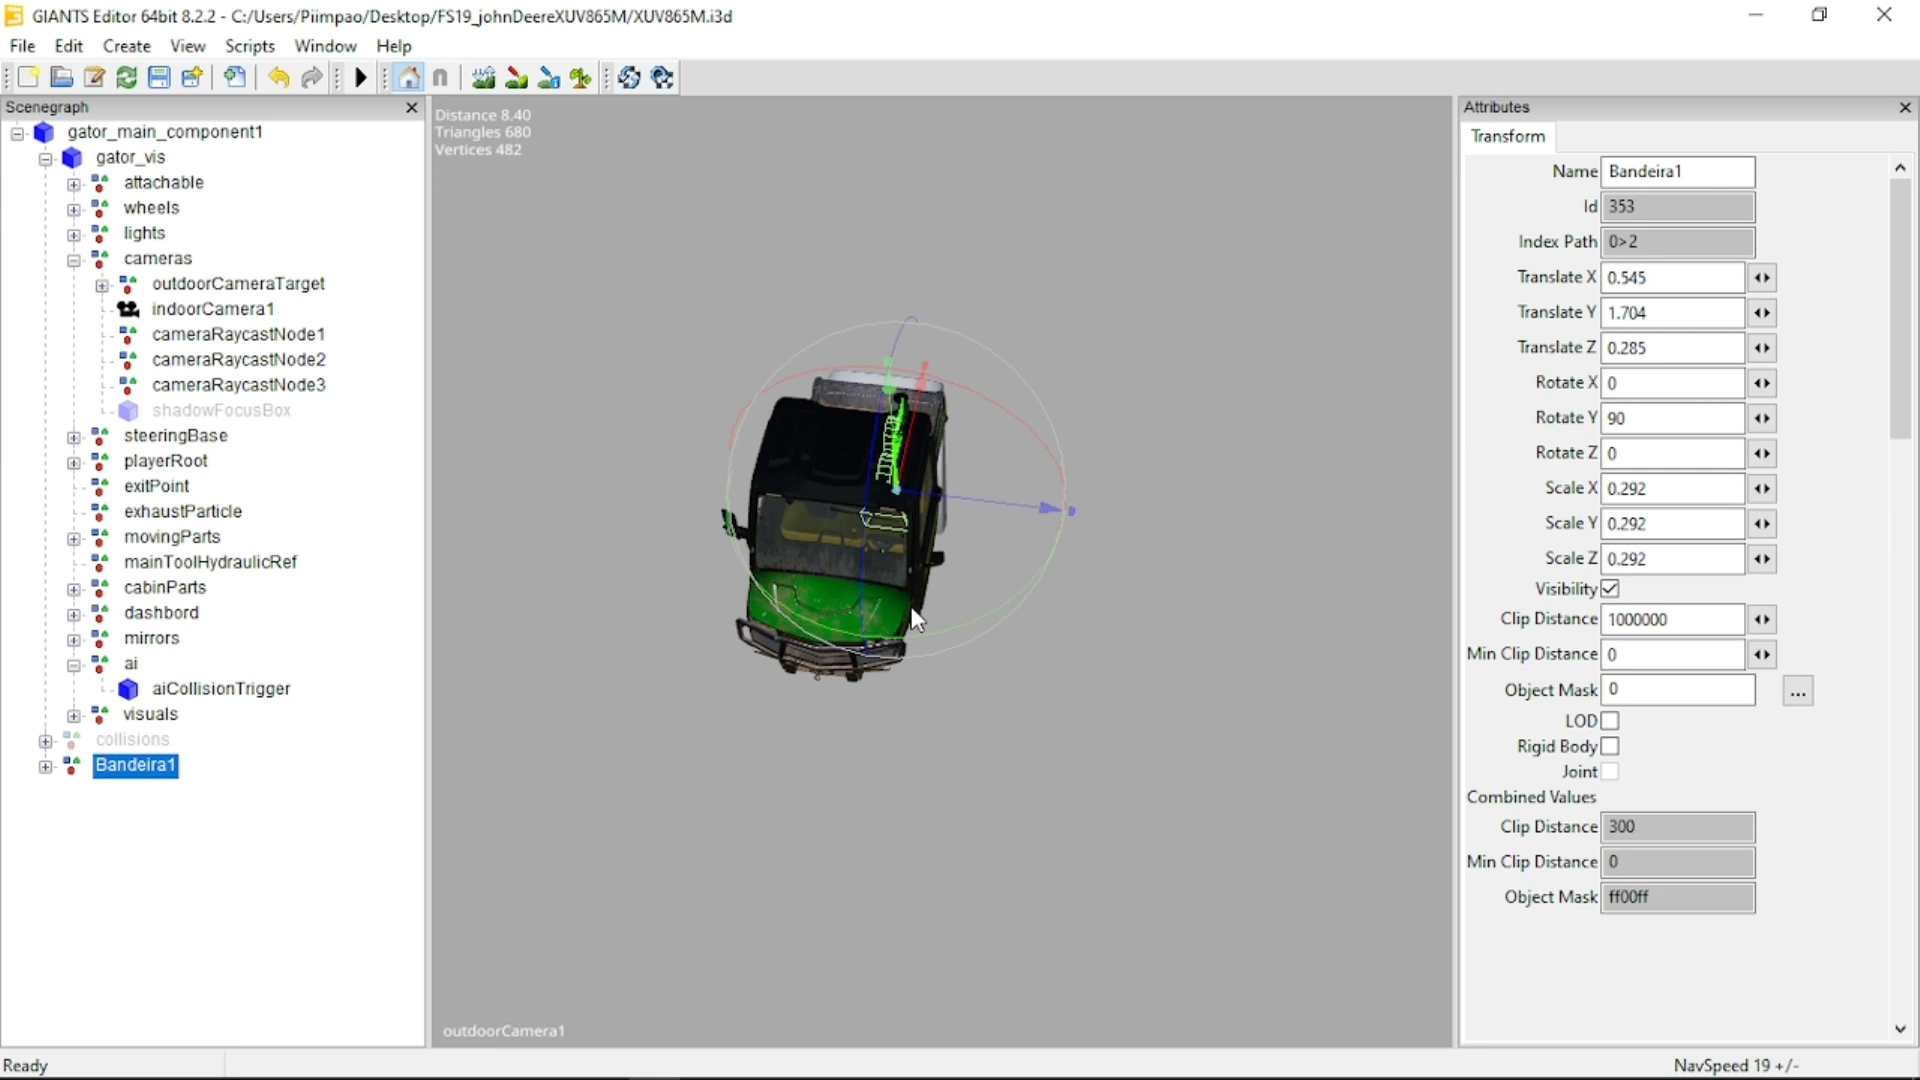 GIANTS Editor 64bit 8.2.2 - C:/Users/Piimpao/Desktop/FS19_johnDeereXUV865M/XUV865M.i3d
File Edit Create View Scripts Window Help
Scenegraph
gator_main_component1
gator_vis
attachable
wheels
lights
cameras
outdoorCameraTarget
indoorCamera1
cameraRaycastNode1
cameraRaycastNode2
cameraRaycastNode3
shadowFocusBox
steeringBase
playerRoot
exitPoint
exhaustParticle
movingParts
mainToolHydraulicRef
cabinParts
dashbord
mirrors
ai
aiCollisionTrigger
visuals
collisions
Bandeira1
Distance 8.40
Triangles 680
Vertices 482
outdoorCamera1
Attributes
Transform
Name Bandeira1
Id 353
Index Path 0>2
Translate X 0.545
Translate Y 1.704
Translate Z 0.285
Rotate X 0
Rotate Y 90
Rotate Z 0
Scale X 0.292
Scale Y 0.292
Scale Z 0.292
Visibility
Clip Distance 1000000
Min Clip Distance 0
Object Mask 0 ...
LOD
Rigid Body
Joint
Combined Values
Clip Distance 300
Min Clip Distance 0
Object Mask ff00ff
Ready
NavSpeed 19 +/-